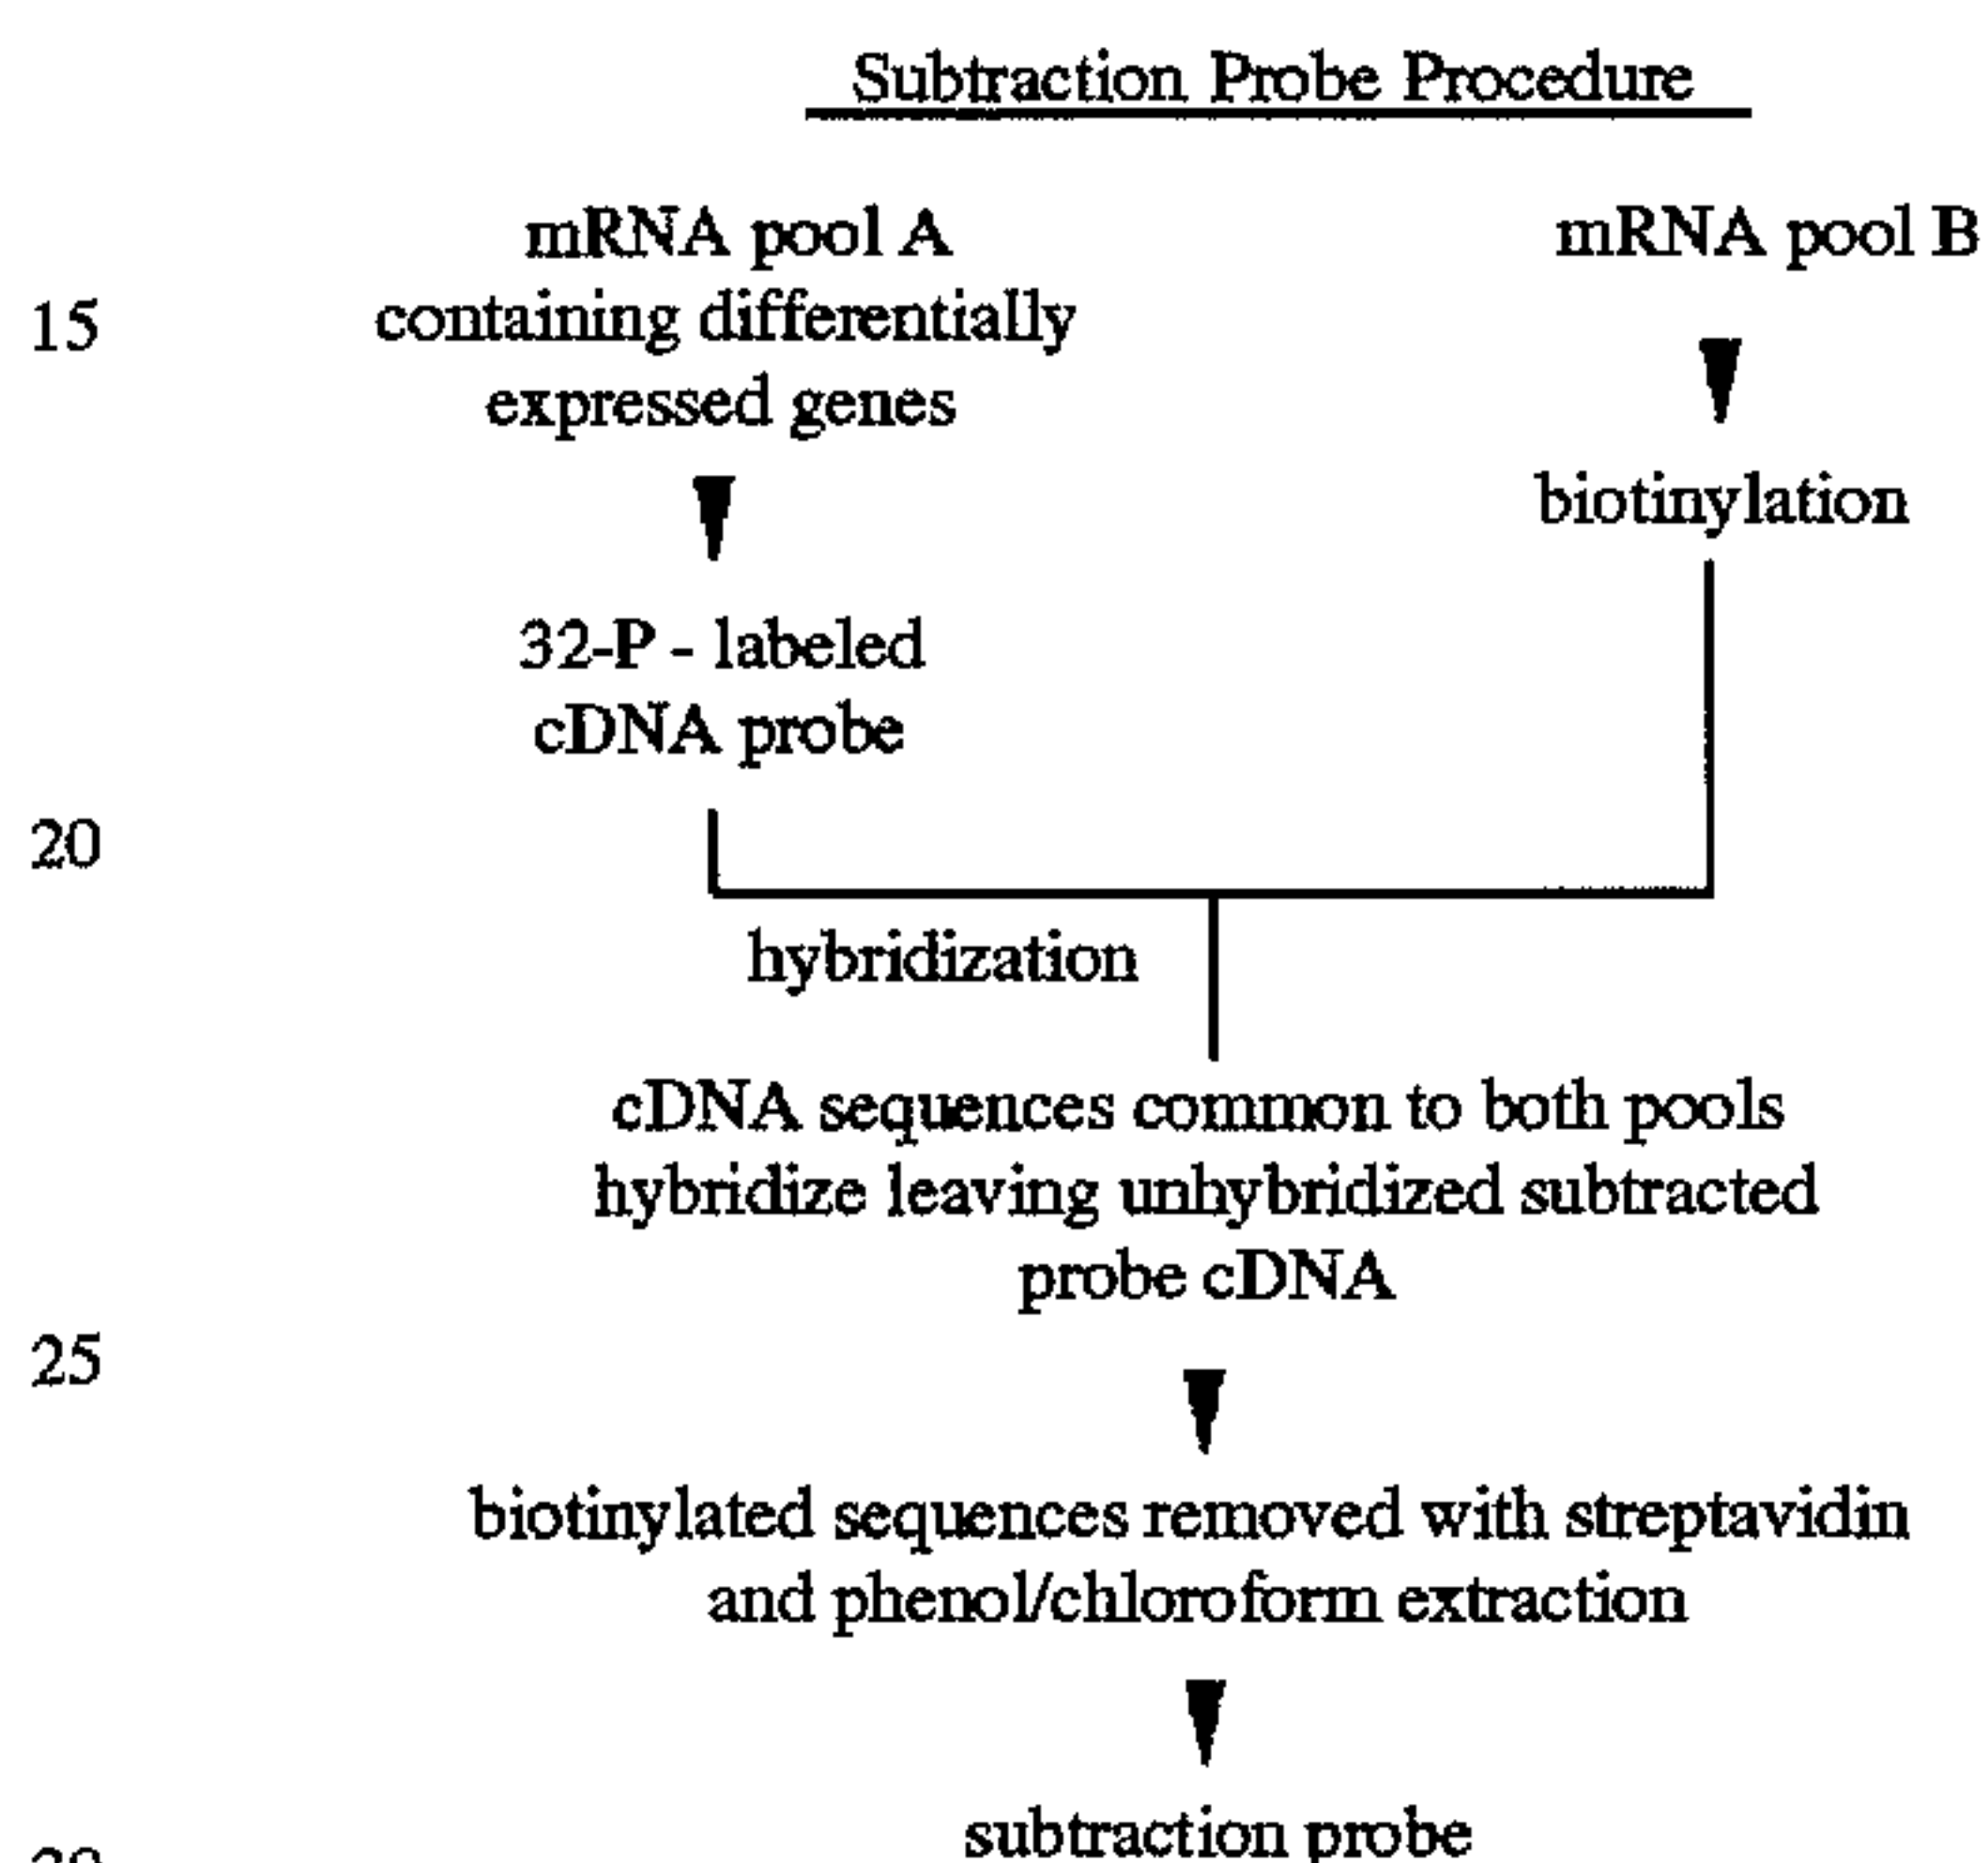 Subtraction Probe Procedure
mRNA pool A
containing differentially
expressed genes
mRNA pool B
15
biotinylation
32-P - labeled
cDNA probe
20
hybridization
cDNA sequences common to both pools
hybridize leaving unhybridized subtracted
probe cDNA
25
biotinylated sequences removed with streptavidin
and phenol/chloroform extraction
subtraction probe